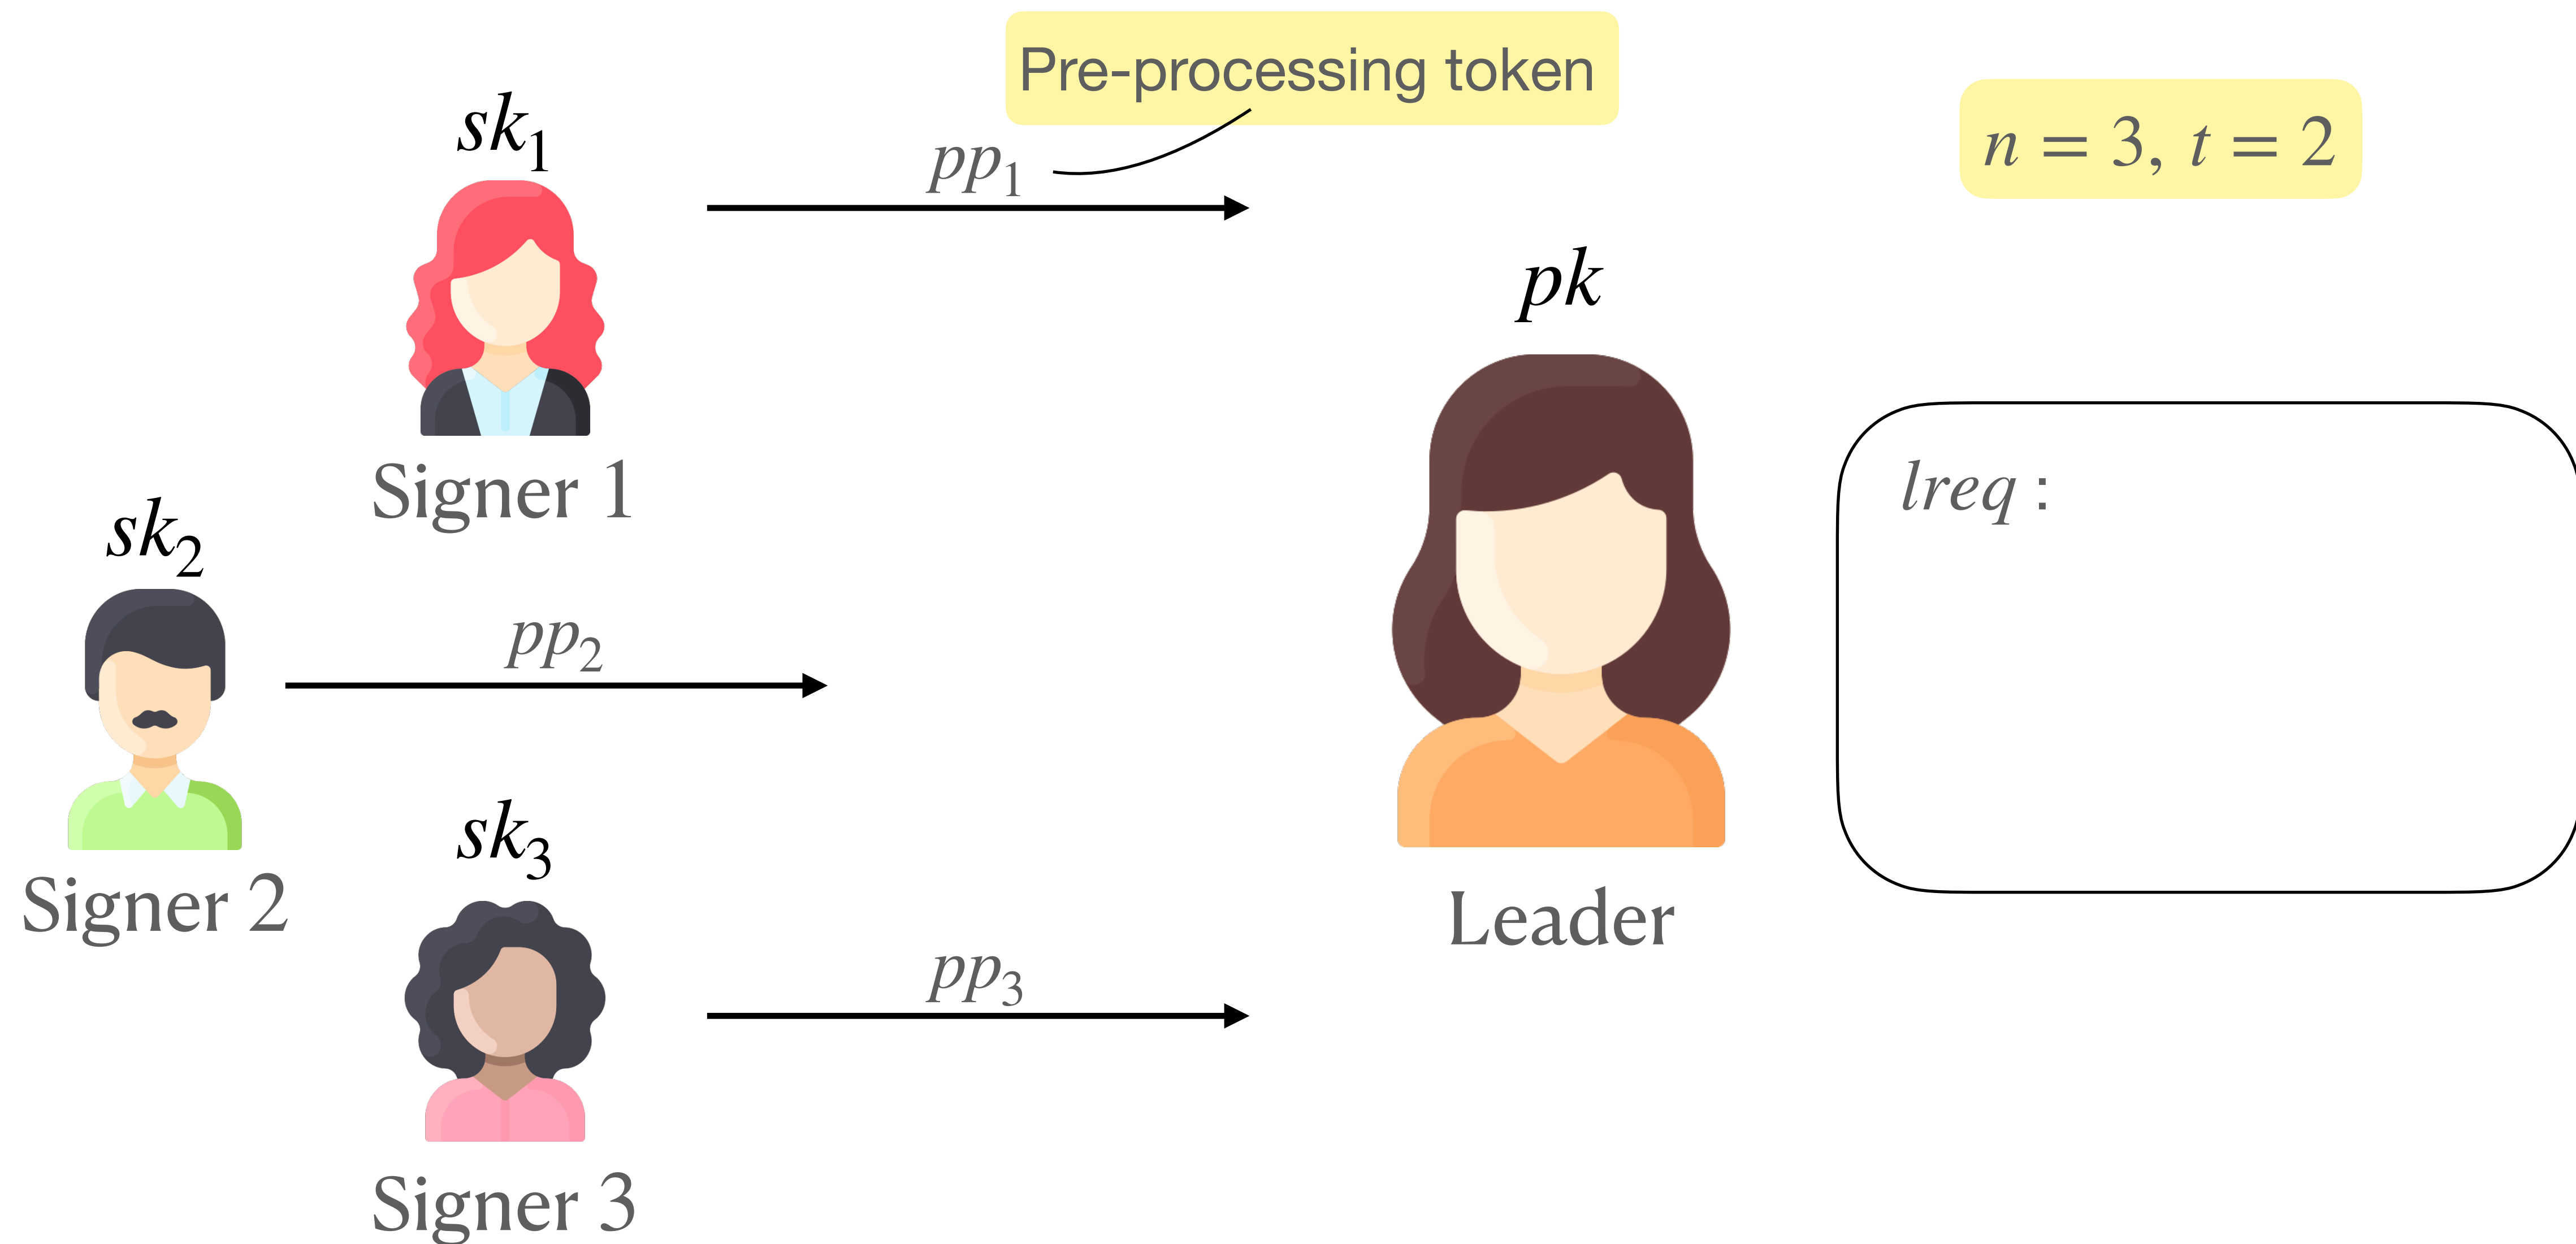 Pre-processing token
n = 3, t = 2
sk₁
pp₁
Signer 1
pk
lreq :
sk₂
pp₂
Signer 2
sk₃
pp₃
Signer 3
Leader